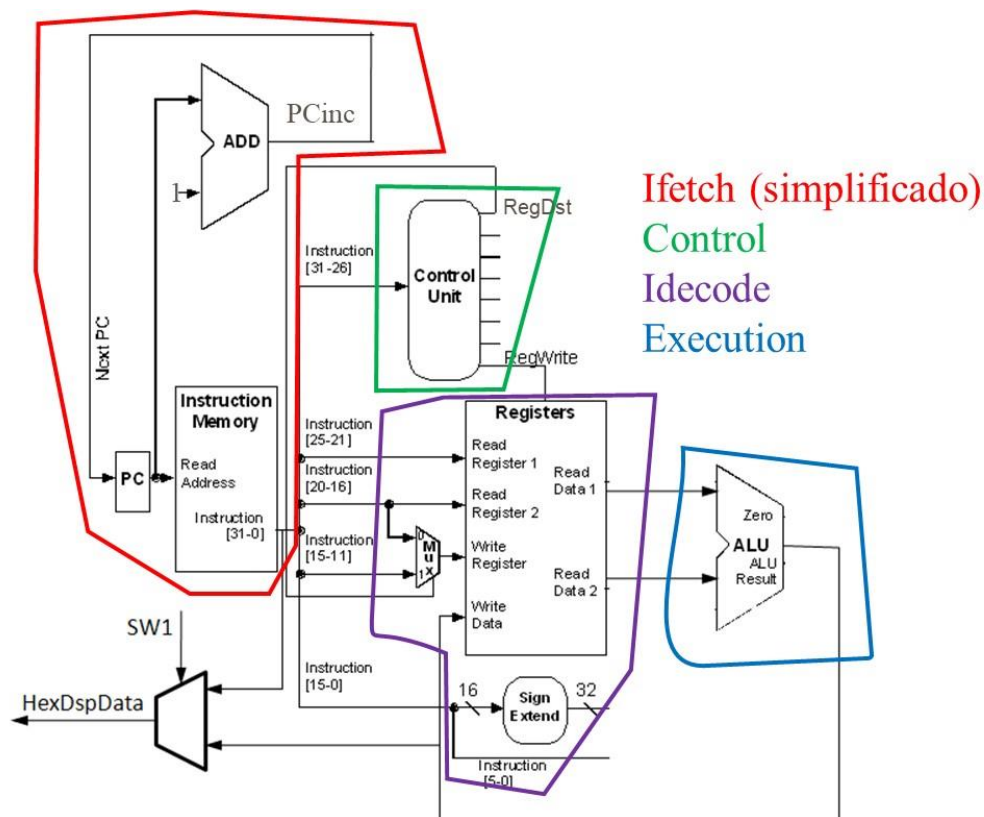 PCinc
ADD
1
Next PC
Instruction
Memory
PC
Read
Address
Instruction
[31-0]
Instruction
[31-26]
Control
Unit
RegDst
RegWrite
Ifetch (simplificado)
Control
Idecode
Execution
Instruction
[25-21]
Instruction
[20-16]
Instruction
[15-11]
0
M
u
x
1
Registers
Read
Register 1
Read
Register 2
Write
Register
Write
Data
Read
Data 1
Read
Data 2
Zero
ALU
ALU
Result
SW1
HexDspData
Instruction
[15-0]
16
Sign
Extend
32
Instruction
[5-0]